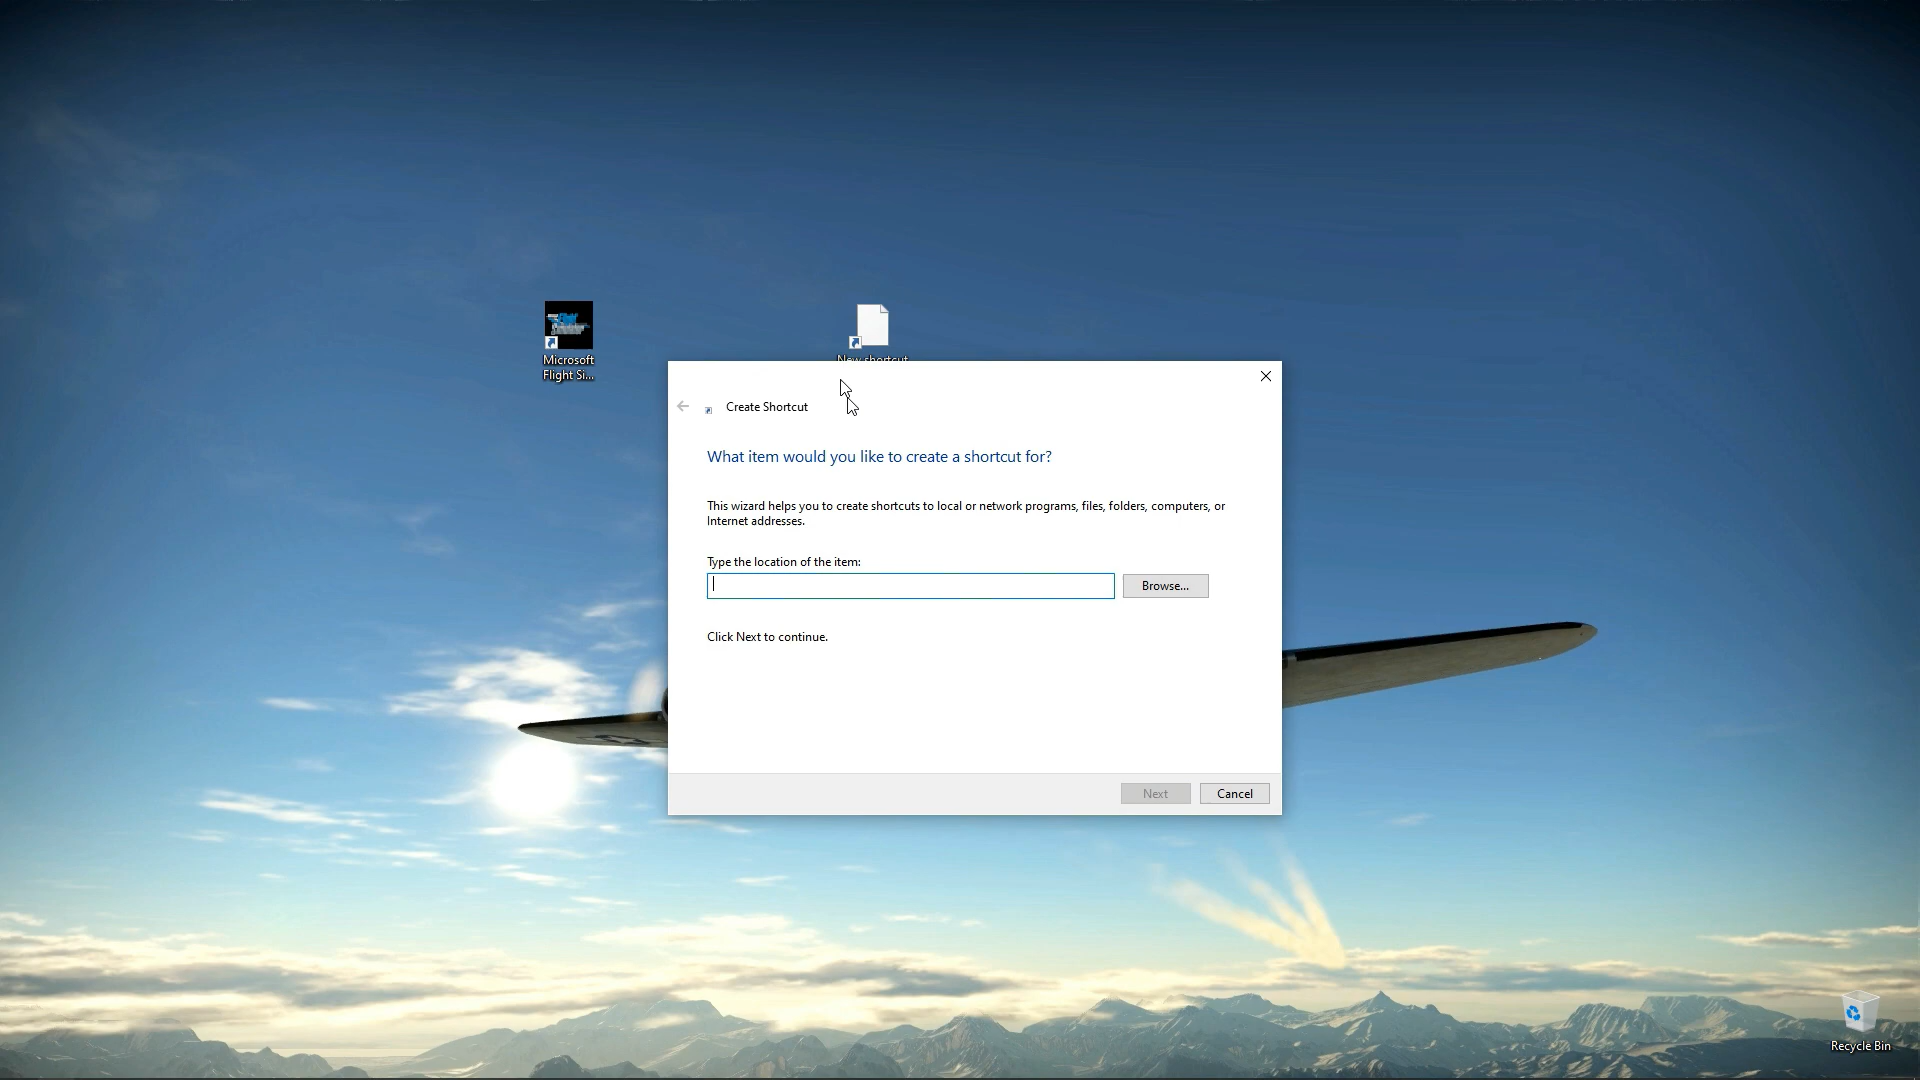 Microsoft
Flight Si...
New shortcut
Create Shortcut
What item would you like to create a shortcut for?
This wizard helps you to create shortcuts to local or network programs, files, folders, computers, or
Internet addresses.
Type the location of the item:
Browse...
Click Next to continue.
Next
Cancel
Recycle Bin